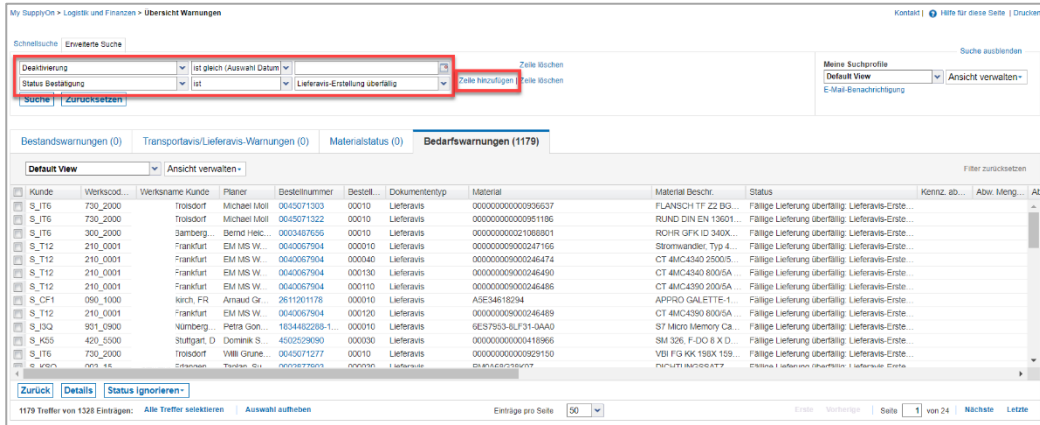 My SupplyOn > Logistik und Finanzen > Übersicht Warnungen Kontakt | Hilfe für diese Seite | Drucken
Suche ausblenden
Schnellsuche Erweiterte Suche
Deaktivierung ist gleich (Auswahl Datum Zeile löschen
Meine Suchprofile
Status Bestätigung ist Lieferavis-Erstellung überfällig Zeile hinzufügen | Zeile löschen
Default View Ansicht verwalten
E-Mail-Benachrichtigung
Suche Zurücksetzen
Bestandswarnungen (0) Transportavis/Lieferavis-Warnungen (0) Materialstatus (0) Bedarfswarnungen (1179)
Default View Ansicht verwalten Filter zurücksetzen
Kunde Werkscod... Werksname Kunde Planer Bestellnummer Bestell... Dokumententyp Material Material Beschr. Status Kennz. ab... Abw. Meng... Ab
S_IT6 730_2000 Troisdorf Michael Moll 0045071303 00010 Lieferavis 000000000000936637 FLANSCH TF Z2 BG... Fällige Lieferung überfällig: Lieferavis-Erste...
S_IT6 730_2000 Troisdorf Michael Moll 0045071322 00010 Lieferavis 000000000000951186 RUND DIN EN 13601... Fällige Lieferung überfällig: Lieferavis-Erste...
S_IT6 300_2000 Bamberg... Bernd Heic... 0003487656 00010 Lieferavis 000000000021088801 ROHR GFK ID 340X... Fällige Lieferung überfällig: Lieferavis-Erste...
S_T12 210_0001 Frankfurt EM MS W... 0040067904 000010 Lieferavis 000000009000247166 Stromwandler, Typ 4... Fällige Lieferung überfällig: Lieferavis-Erste...
S_T12 210_0001 Frankfurt EM MS W... 0040067904 000040 Lieferavis 000000009000246474 CT 4MC4340 2500/5... Fällige Lieferung überfällig: Lieferavis-Erste...
S_T12 210_0001 Frankfurt EM MS W... 0040067904 000130 Lieferavis 000000009000246490 CT 4MC4340 800/5A ... Fällige Lieferung überfällig: Lieferavis-Erste...
S_T12 210_0001 Frankfurt EM MS W... 0040067904 000110 Lieferavis 000000009000246486 CT 4MC4390 200/5A ... Fällige Lieferung überfällig: Lieferavis-Erste...
S_CF1 090_1000 kirch, FR Arnaud Gr... 2611201178 000010 Lieferavis A5E34618294 APPRO GALETTE-1... Fällige Lieferung überfällig: Lieferavis-Erste...
S_T12 210_0001 Frankfurt EM MS W... 0040067904 000120 Lieferavis 000000009000246489 CT 4MC4390 800/5A... Fällige Lieferung überfällig: Lieferavis-Erste...
S_I3Q 931_0900 Nürnberg... Petra Gon... 1834482288-1... 000010 Lieferavis 6ES7953-8LF31-0AA0 S7 Micro Memory Ca... Fällige Lieferung überfällig: Lieferavis-Erste...
S_K55 420_5500 Stuttgart, D Dominik S... 4502529090 000030 Lieferavis 000000000000418966 SM 326, F-DO 8 X D... Fällige Lieferung überfällig: Lieferavis-Erste...
S_IT6 730_2000 Troisdorf Willi Grune... 0045071277 00010 Lieferavis 000000000000929150 VBI FG KK 198X 159... Fällige Lieferung überfällig: Lieferavis-Erste...
Zurück Details Status ignorieren
1179 Treffer von 1328 Einträgen: Alle Treffer selektieren Auswahl aufheben Einträge pro Seite 50 Erste Vorherige Seite 1 von 24 Nächste Letzte